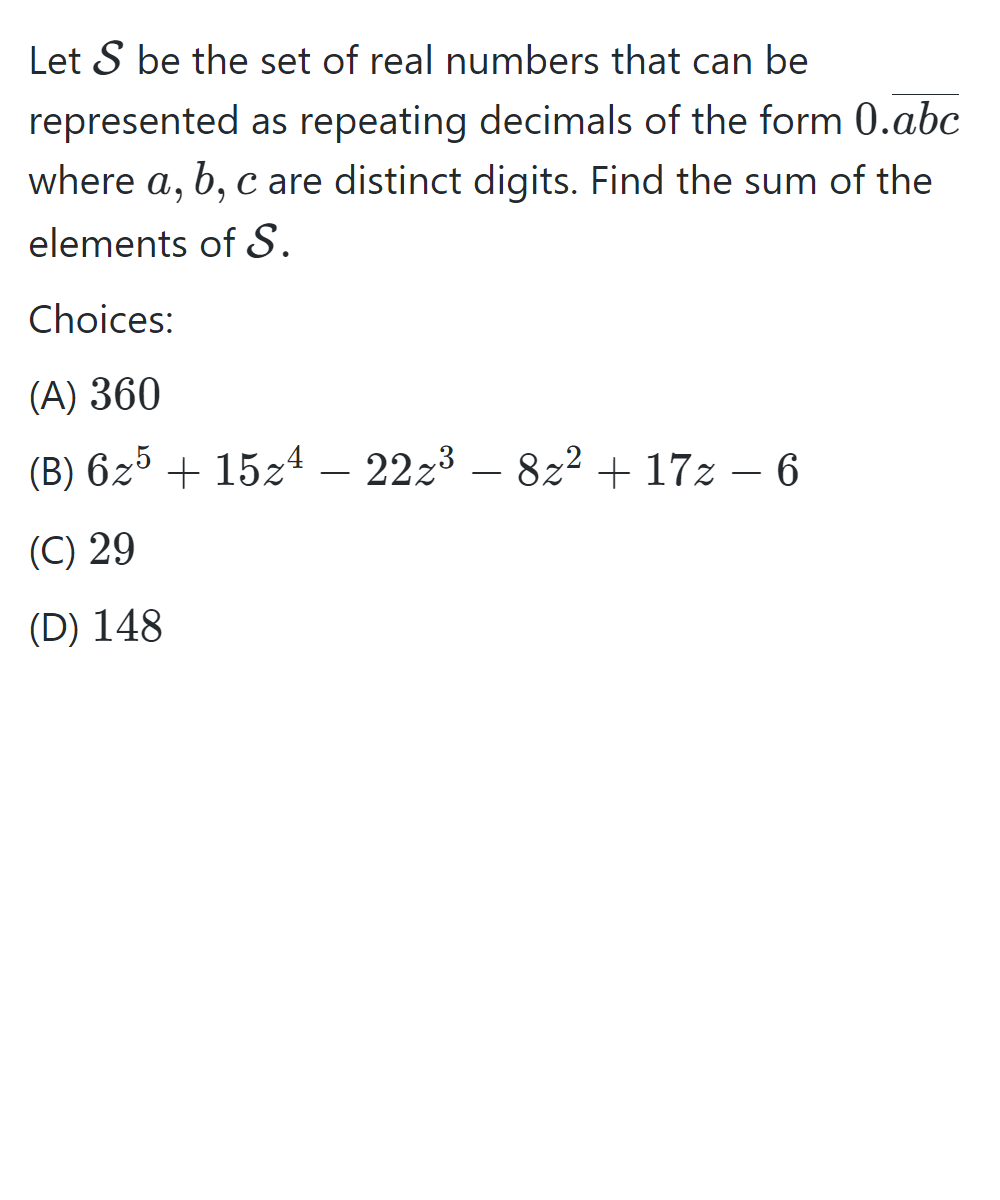 Let $\mathcal{S}$ be the set of real numbers that can be
represented as repeating decimals of the form $0.\overline{abc}$
where $a, b, c$ are distinct digits. Find the sum of the
elements of $\mathcal{S}.$
Choices:
(A) $360$
(B) $6z^5 + 15z^4 - 22z^3 - 8z^2 + 17z - 6$
(C) $29$
(D) $148$